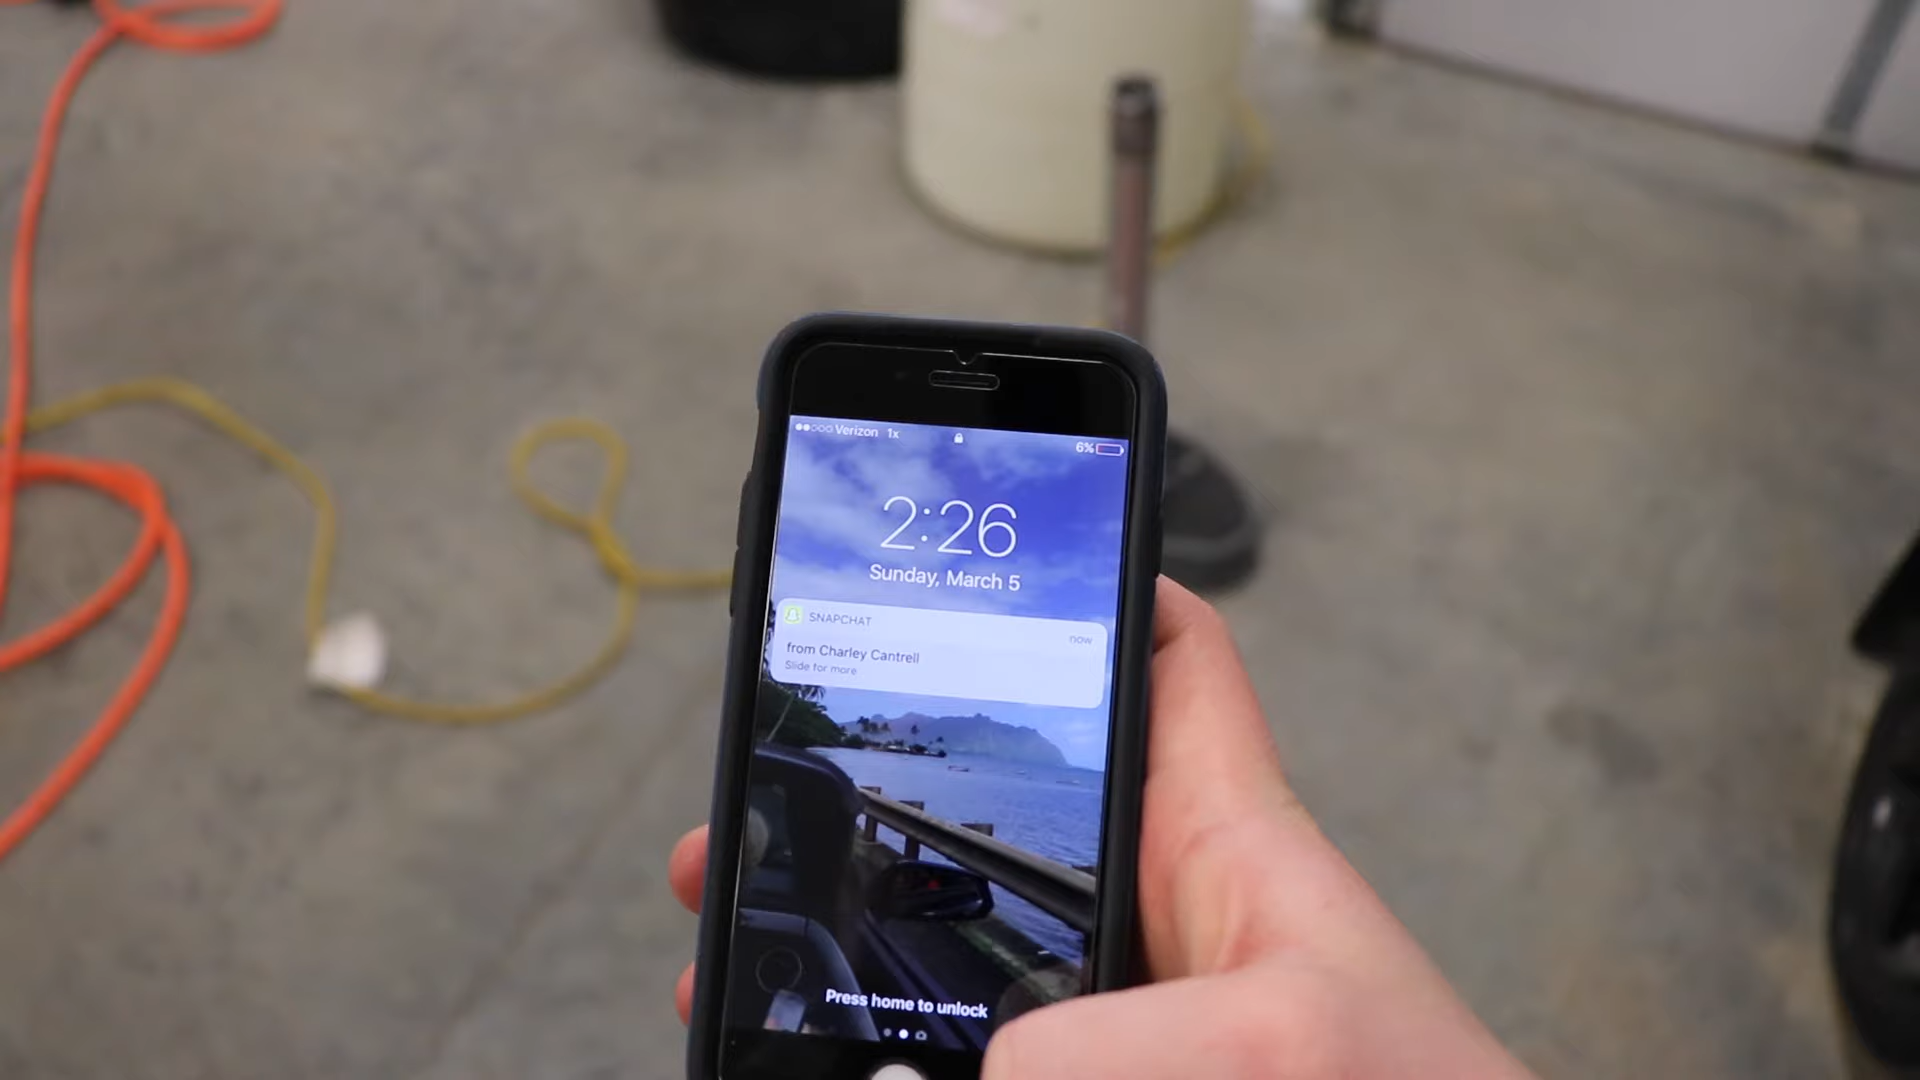 Verizon 1x
6%
2:26
Sunday, March 5
SNAPCHAT
now
from Charley Cantrell
Slide for more
Press home to unlock